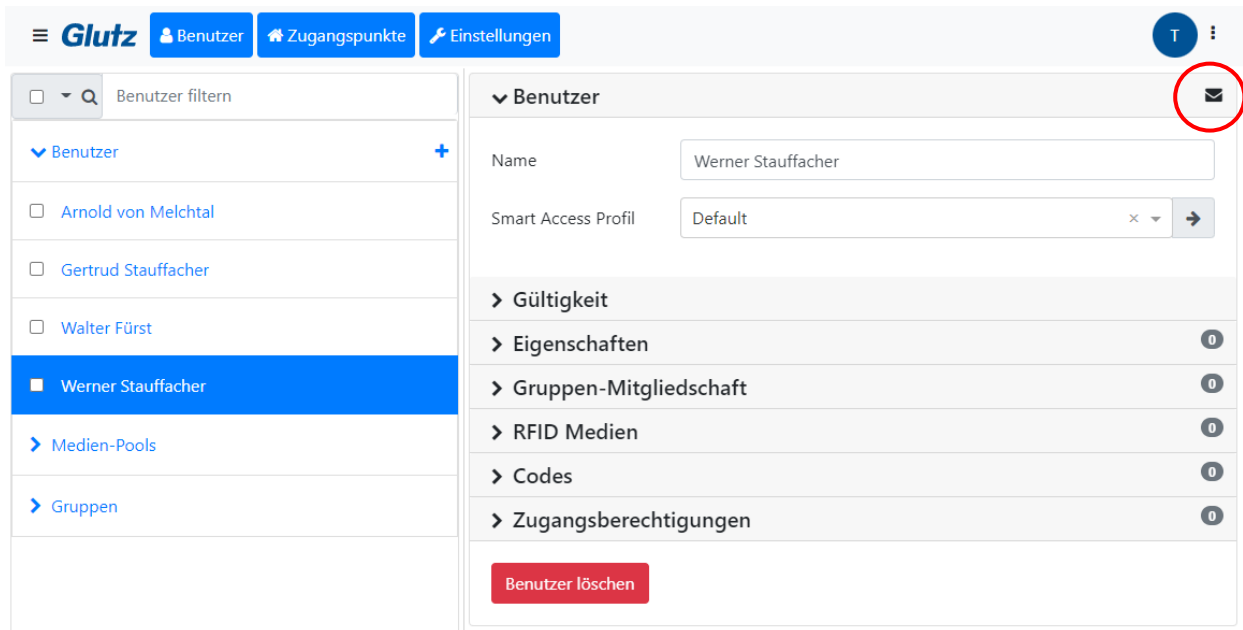 Glutz Benutzer Zugangspunkte Einstellungen T
Benutzer filtern
Benutzer
Arnold von Melchtal
Gertrud Stauffacher
Walter Fürst
Werner Stauffacher
Medien-Pools
Gruppen
Benutzer
Name Werner Stauffacher
Smart Access Profil Default
Gültigkeit
Eigenschaften 0
Gruppen-Mitgliedschaft 0
RFID Medien 0
Codes 0
Zugangsberechtigungen 0
Benutzer löschen